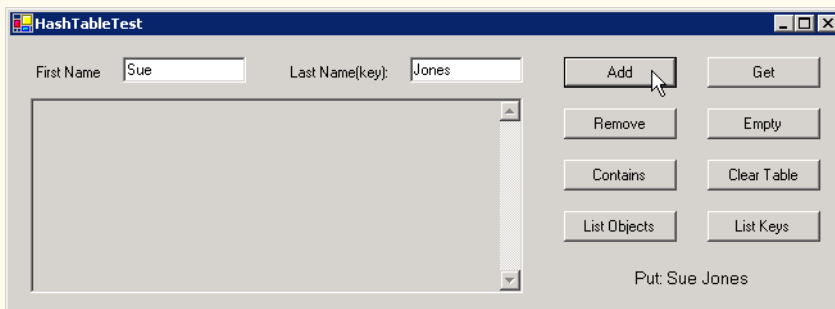 HashTableTest
First Name Sue Last Name(key): Jones Add Get
Remove Empty
Contains Clear Table
List Objects List Keys
Put: Sue Jones